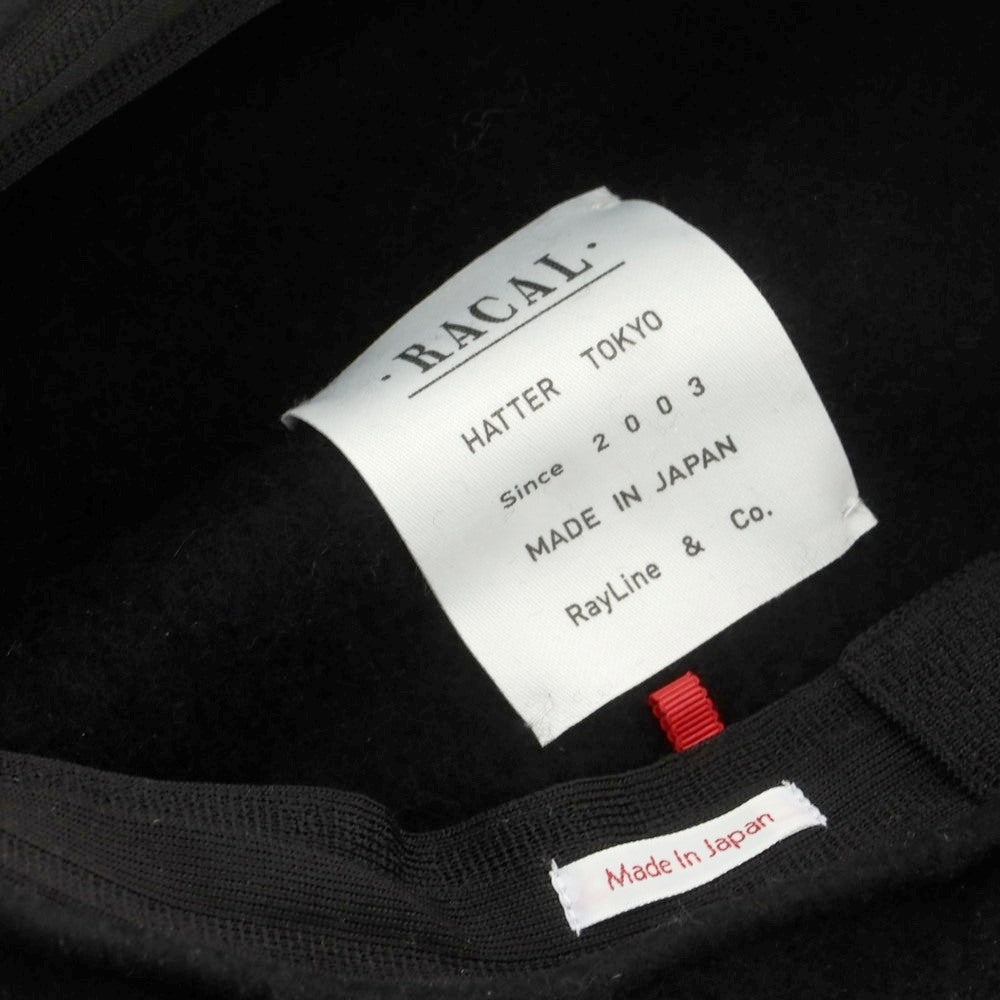 ·RACAL·
HATTER TOKYO
Since 2003
MADE IN JAPAN
RayLine & Co.
Made In Japan